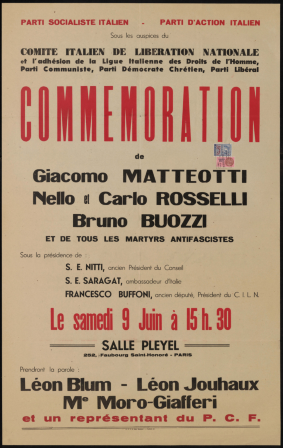 PARTI SOCIALISTE ITALIEN - PARTI D'ACTION ITALIEN
Sous les auspices du
COMITE ITALIEN DE LIBERATION NATIONALE
et l'adhésion de la Ligue Italienne des Droits de l'Homme,
Parti Communiste, Parti Démocrate Chrétien, Parti Libéral
COMMEMORATION
de
Giacomo MATTEOTTI
Nello et Carlo ROSSELLI
Bruno BUOZZI
ET DE TOUS LES MARTYRS ANTIFASCISTES
Sous la présidence de :
S. E. NITTI, ancien Président du Conseil
S. E. SARAGAT, ambassadeur d'Italie
FRANCESCO BUFFONI, ancien député, Président du C. I. L. N.
Le samedi 9 Juin à 15 h. 30
SALLE PLEYEL
252, Faubourg Saint-Honoré - PARIS
Prendront la parole :
Léon Blum - Léon Jouhaux
Me Moro-Giafferi
et un représentant du P. C. F.